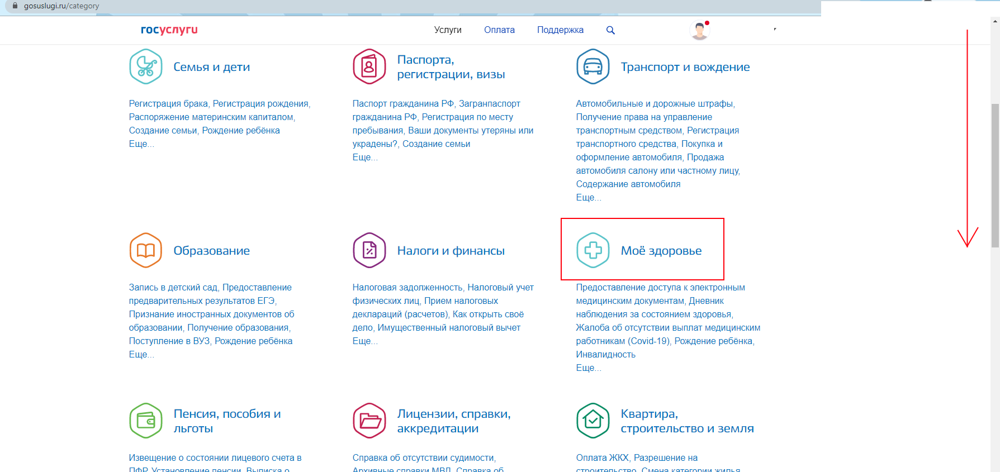 gosuslugi.ru/category
госуслуги
Услуги
Оплата
Поддержка
Семья и дети
Паспорта,
регистрации, визы
Транспорт и вождение
Регистрация брака, Регистрация рождения,
Распоряжение материнским капиталом,
Создание семьи, Рождение ребёнка
Еще...
Паспорт гражданина РФ, Загранпаспорт
гражданина РФ, Регистрация по месту
пребывания, Ваши документы утеряны или
украдены?, Создание семьи
Еще...
Автомобильные и дорожные штрафы,
Получение права на управление
транспортным средством, Регистрация
транспортного средства, Покупка и
оформление автомобиля, Продажа
автомобиля салону или частному лицу,
Содержание автомобиля
Еще...
Образование
Налоги и финансы
Моё здоровье
Запись в детский сад, Предоставление
предварительных результатов ЕГЭ,
Признание иностранных документов об
образовании, Получение образования,
Поступление в ВУЗ, Рождение ребёнка
Еще...
Налоговая задолженность, Налоговый учет
физических лиц, Прием налоговых
деклараций (расчетов), Как открыть своё
дело, Имущественный налоговый вычет
Еще...
Предоставление доступа к электронным
медицинским документам, Дневник
наблюдения за состоянием здоровья,
Жалоба об отсутствии выплат медицинским
работникам (Covid-19), Рождение ребёнка,
Инвалидность
Еще...
Пенсия, пособия и
льготы
Лицензии, справки,
аккредитации
Квартира,
строительство и земля
Извещение о состоянии лицевого счета в
ПФР, Установление пенсии, Выписка о
Справка об отсутствии судимости,
Архивные справки МВД, Справка об
Оплата ЖКХ, Разрешение на
строительство, Смена категории жилья,